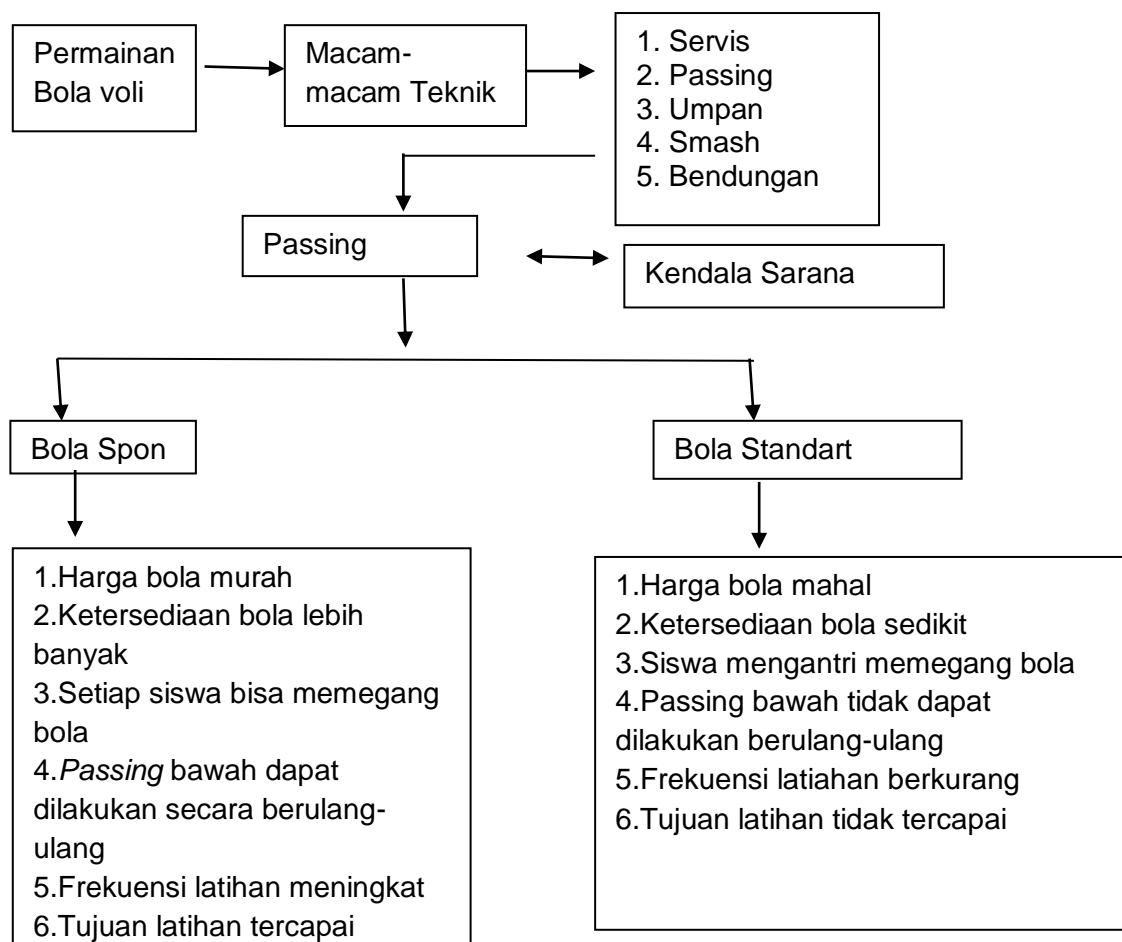 Permainan
Bola voli
Macam-
macam Teknik
1. Servis
2. Passing
3. Umpan
4. Smash
5. Bendungan
Passing
Kendala Sarana
Bola Spon
Bola Standart
1.Harga bola murah
2.Ketersediaan bola lebih
banyak
3.Setiap siswa bisa memegang
bola
4.Passing bawah dapat
dilakukan secara berulang-
ulang
5.Frekuensi latihan meningkat
6.Tujuan latihan tercapai
1.Harga bola mahal
2.Ketersediaan bola sedikit
3.Siswa mengantri memegang bola
4.Passing bawah tidak dapat
dilakukan berulang-ulang
5.Frekuensi latiahan berkurang
6.Tujuan latihan tidak tercapai